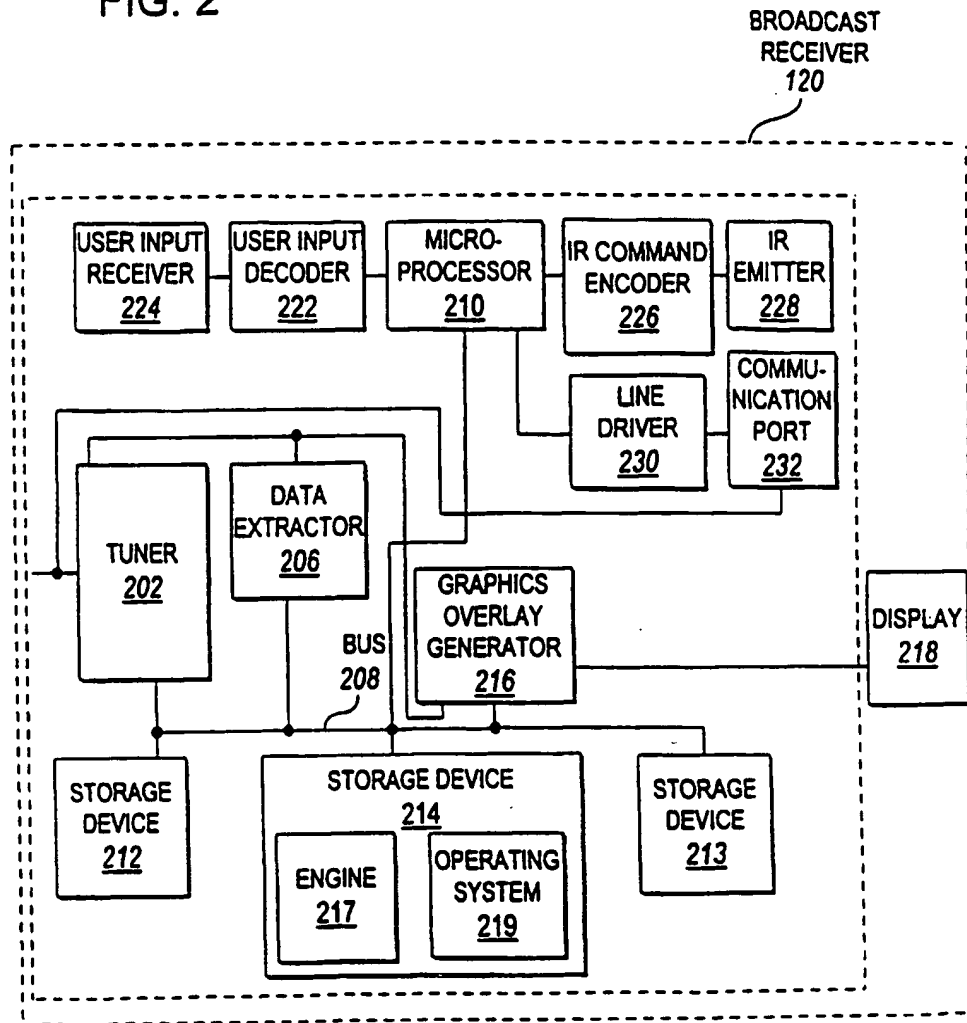 FIG. 2
BROADCAST
RECEIVER
120
USER INPUT
RECEIVER
224
USER INPUT
DECODER
222
MICRO-
PROCESSOR
210
IR COMMAND
ENCODER
226
IR
EMITTER
228
LINE
DRIVER
230
COMMU-
NICATION
PORT
232
TUNER
202
DATA
EXTRACTOR
206
GRAPHICS
OVERLAY
GENERATOR
216
DISPLAY
218
BUS
208
STORAGE
DEVICE
212
STORAGE DEVICE
214
ENGINE
217
OPERATING
SYSTEM
219
STORAGE
DEVICE
213